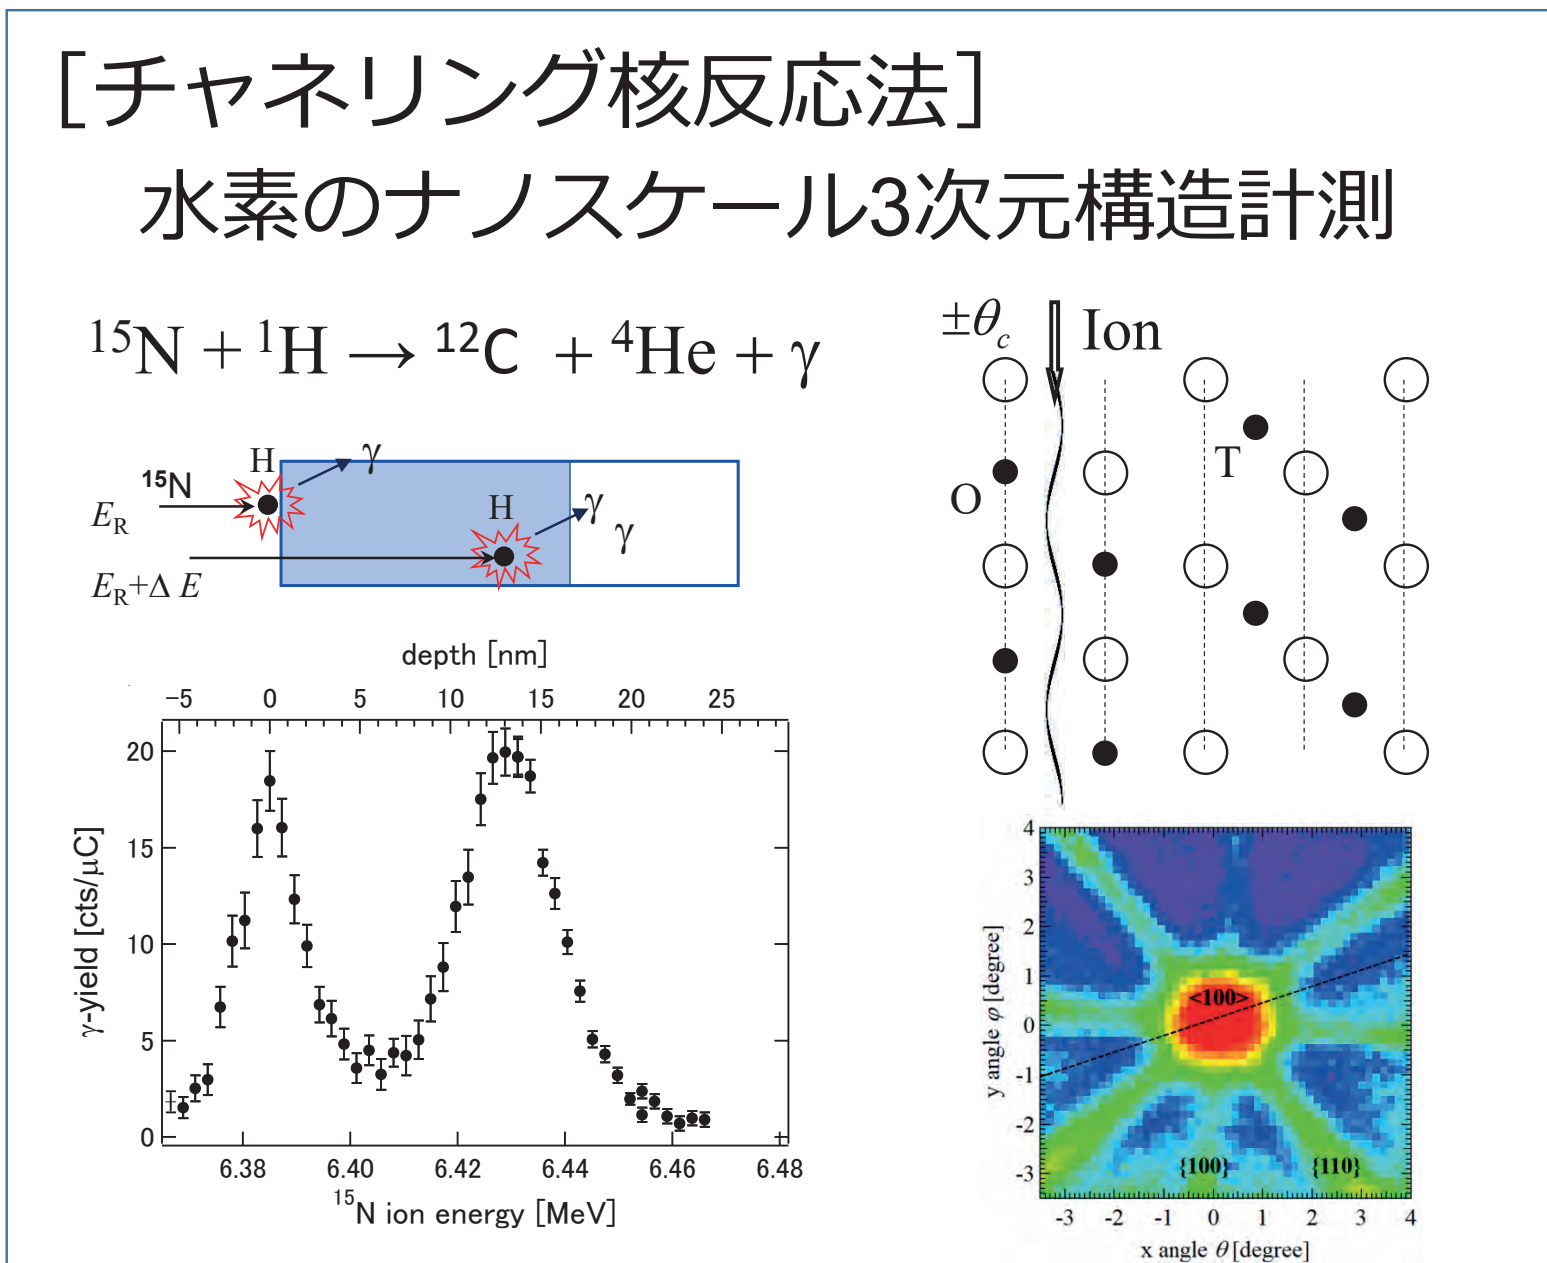 ［チャネリング核反応法］
水素のナノスケール3次元構造計測
¹⁵N + ¹H → ¹²C + ⁴He + γ
H
γ
¹⁵N
E_R
H
γ
γ
E_R+Δ E
depth [nm]
−5 0 5 10 15 20 25
20
15
10
5
0
γ-yield [cts/μC]
6.38 6.40 6.42 6.44 6.46 6.48
¹⁵N ion energy [MeV]
±θ_c
Ion
T
O
4
3
2
1
0
-1
-2
-3
y angle φ [degree]
<100>
{100} {110}
-3 -2 -1 0 1 2 3 4
x angle θ [degree]